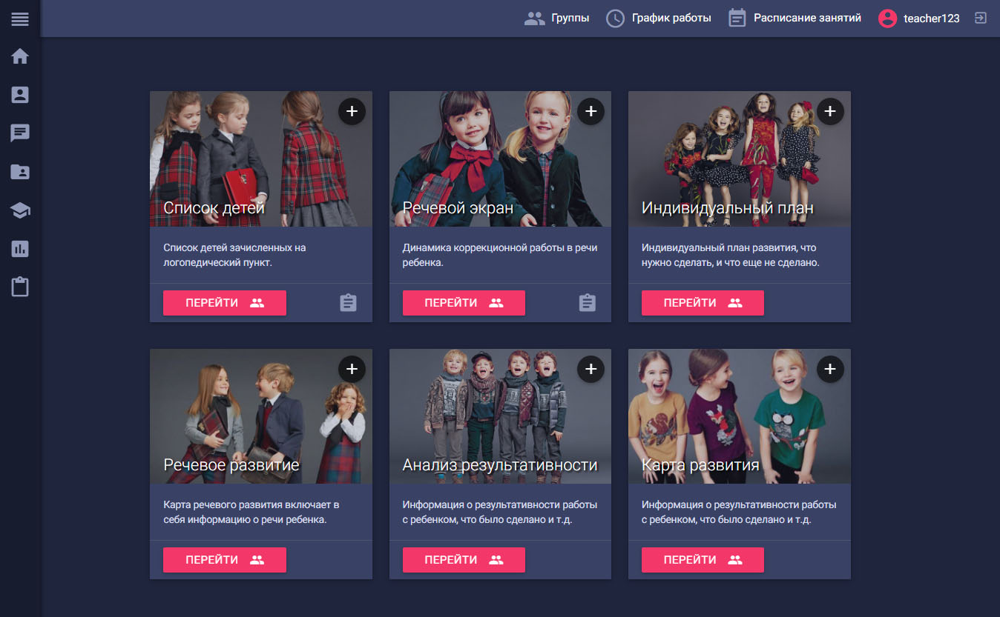 Группы
График работы
Расписание занятий
teacher123
Список детей
Список детей зачисленных на
логопедический пункт.
ПЕРЕЙТИ
Речевой экран
Динамика коррекционной работы в речи
ребенка.
ПЕРЕЙТИ
Индивидуальный план
Индивидуальный план развития, что
нужно сделать, и что еще не сделано.
ПЕРЕЙТИ
Речевое развитие
Карта речевого развития включает в
себя информацию о речи ребенка.
ПЕРЕЙТИ
Анализ результативности
Информация о результативности работы
с ребенком, что было сделано и т.д.
ПЕРЕЙТИ
Карта развития
Информация о результативности работы
с ребенком, что было сделано и т.д.
ПЕРЕЙТИ